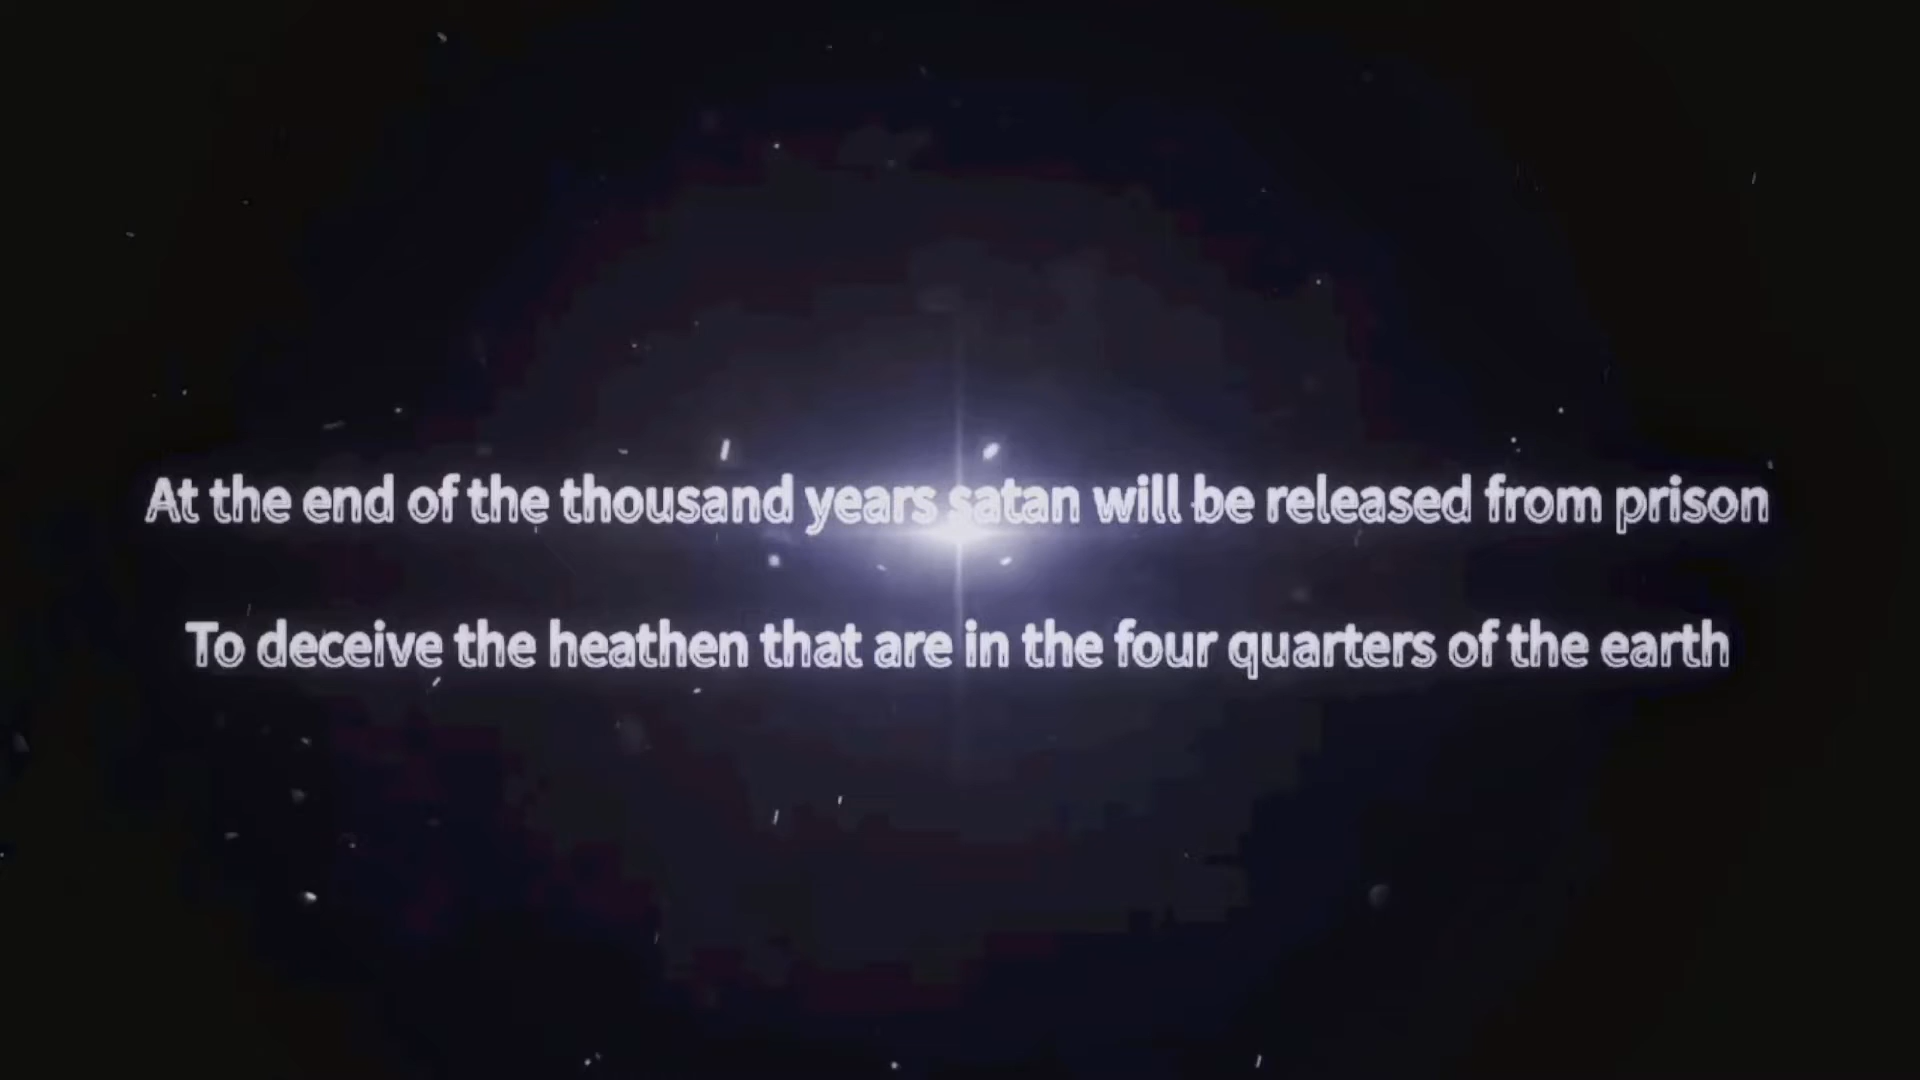 At the end of the thousand years satan will be released from prison
To deceive the heathen that are in the four quarters of the earth